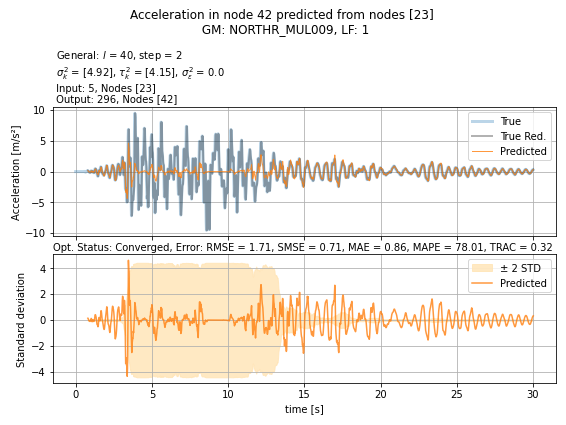 Acceleration in node 42 predicted from nodes [23]
GM: NORTHR_MUL009, LF: 1
General: l = 40, step = 2
σ²ₖ = [4.92], τ²ₖ = [4.15], σ²ε = 0.0
Input: 5, Nodes [23]
Output: 296, Nodes [42]
Acceleration [m/s²]
10
5
0
−5
−10
True
True Red.
Predicted
Opt. Status: Converged, Error: RMSE = 1.71, SMSE = 0.71, MAE = 0.86, MAPE = 78.01, TRAC = 0.32
Standard deviation
4
2
0
−2
−4
± 2 STD
Predicted
0 5 10 15 20 25 30
time [s]